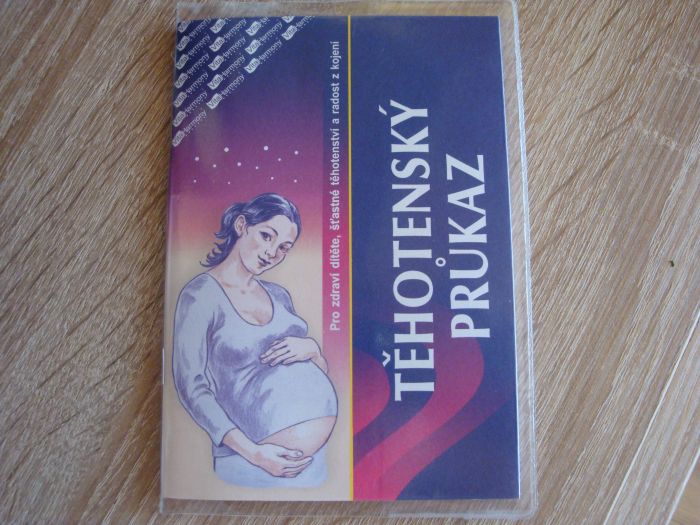 Pro zdraví dítěte, šťastné těhotenství a radost z kojení
TĚHOTENSKÝ
PRŮKAZ